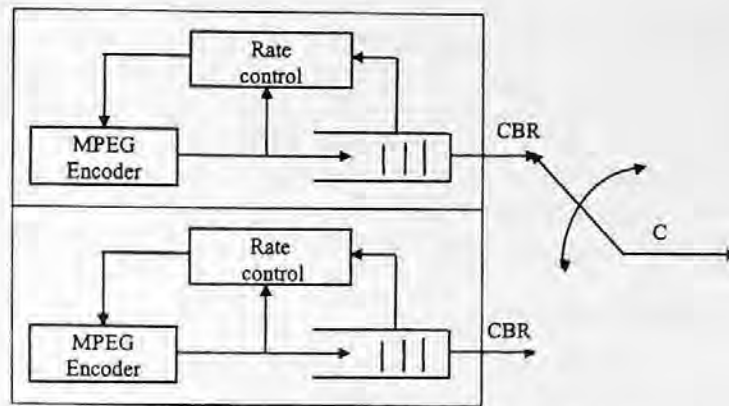 Rate
control
MPEG
Encoder
CBR
C
Rate
control
MPEG
Encoder
CBR